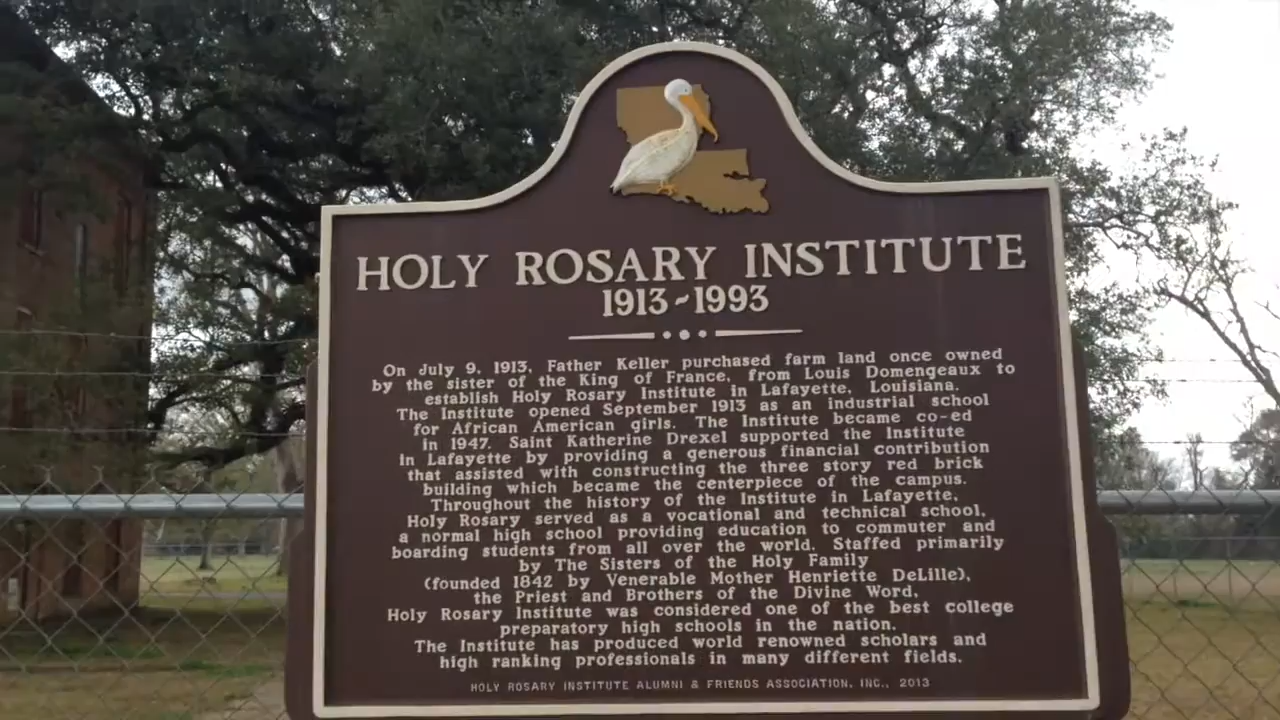 HOLY ROSARY INSTITUTE
1913~1993
On July 9, 1913, Father Keller purchased farm land once owned
by the sister of the King of France, from Louis Domengeaux to
establish Holy Rosary Institute in Lafayette, Louisiana.
The Institute opened September 1913 as an industrial school
for African American girls. The Institute became co-ed
in 1947. Saint Katherine Drexel supported the Institute
in Lafayette by providing a generous financial contribution
that assisted with constructing the three story red brick
building which became the centerpiece of the campus.
Throughout the history of the Institute in Lafayette,
Holy Rosary served as a vocational and technical school,
a normal high school providing education to commuter and
boarding students from all over the world. Staffed primarily
by The Sisters of the Holy Family
(founded 1842 by Venerable Mother Henriette DeLille),
the Priest and Brothers of the Divine Word,
Holy Rosary Institute was considered one of the best college
preparatory high schools in the nation.
The Institute has produced world renowned scholars and
high ranking professionals in many different fields.
HOLY ROSARY INSTITUTE ALUMNI & FRIENDS ASSOCIATION, INC., 2013